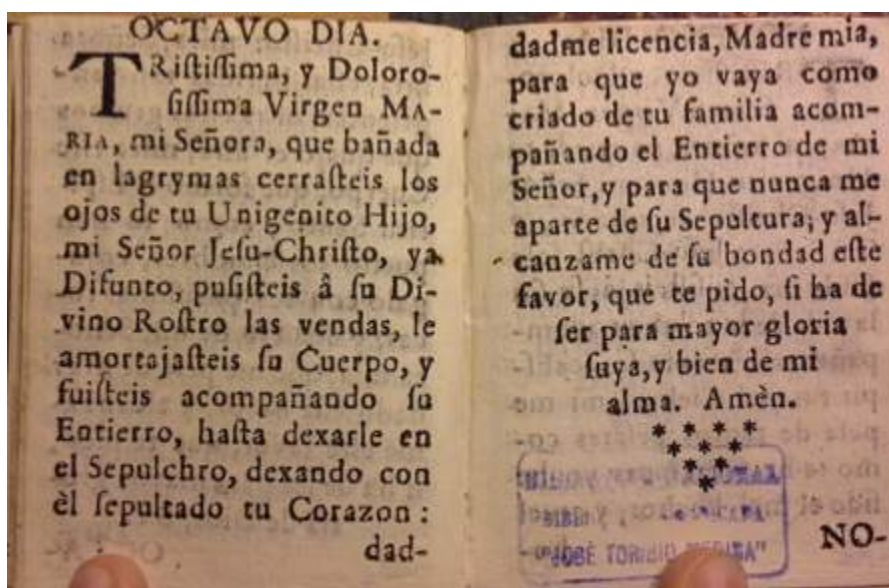 OCTAVO DIA.
TRiſtiſſima, y Doloro-
ſiſſima Virgen MA-
RIA, mi Señora, que bañada
en lagrymas cerraſteis los
ojos de tu Unigenito Hijo,
mi Señor Jeſu-Chriſto, ya
Difunto, puſiſteis â ſu Di-
vino Roſtro las vendas, le
amortajaſteis ſu Cuerpo, y
fuiſteis acompañando ſu
Entierro, haſta dexarle en
el Sepulchro, dexando con
èl ſepultado tu Corazon :
dad-
dadme licencia, Madre mia,
para que yo vaya como
criado de tu familia acom-
pañando el Entierro de mi
Señor, y para que nunca me
aparte de ſu Sepultura; y al-
canzame de ſu bondad eſte
favor, que te pido, ſi ha de
ſer para mayor gloria
ſuya, y bien de mi
alma. Amèn.
* * * *
* * *
* *
*
"JOSE TORIBIO MEDINA"
NO-